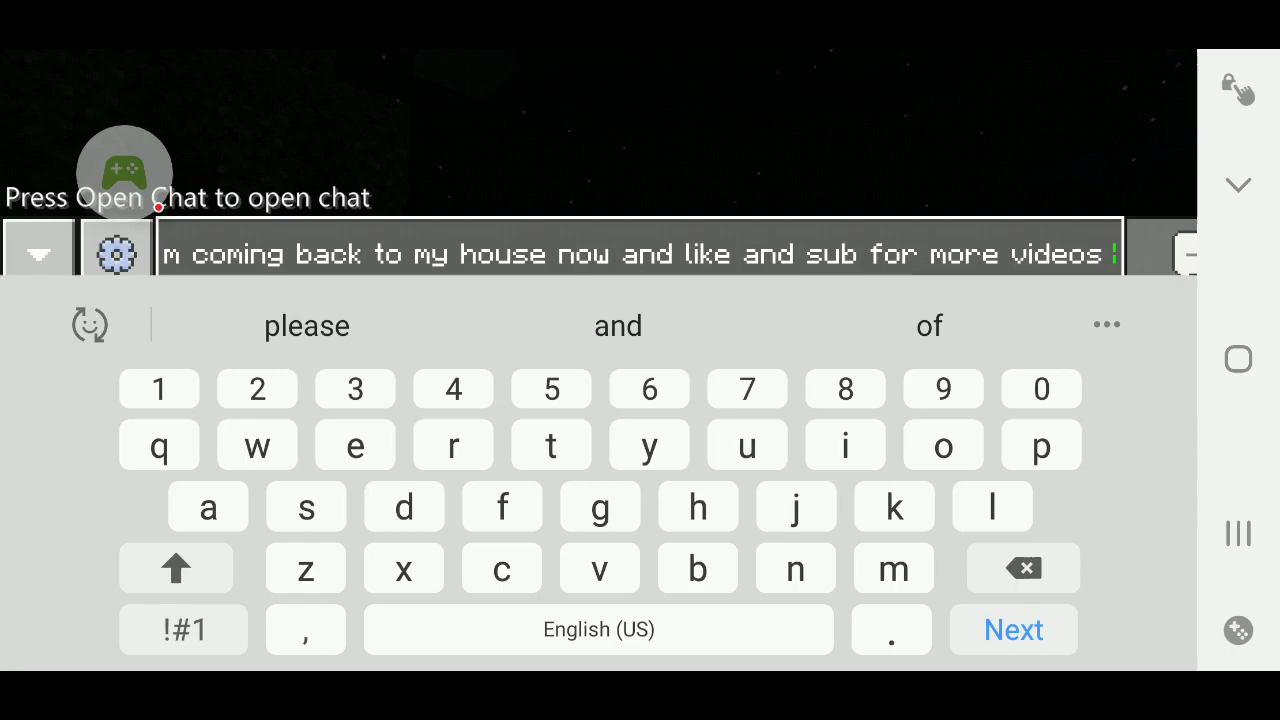 Press Open Chat to open chat
m coming back to my house now and like and sub for more videos
please and of
1 2 3 4 5 6 7 8 9 0
q w e r t y u i o p
a s d f g h j k l
z x c v b n m
!#1 , English (US) . Next